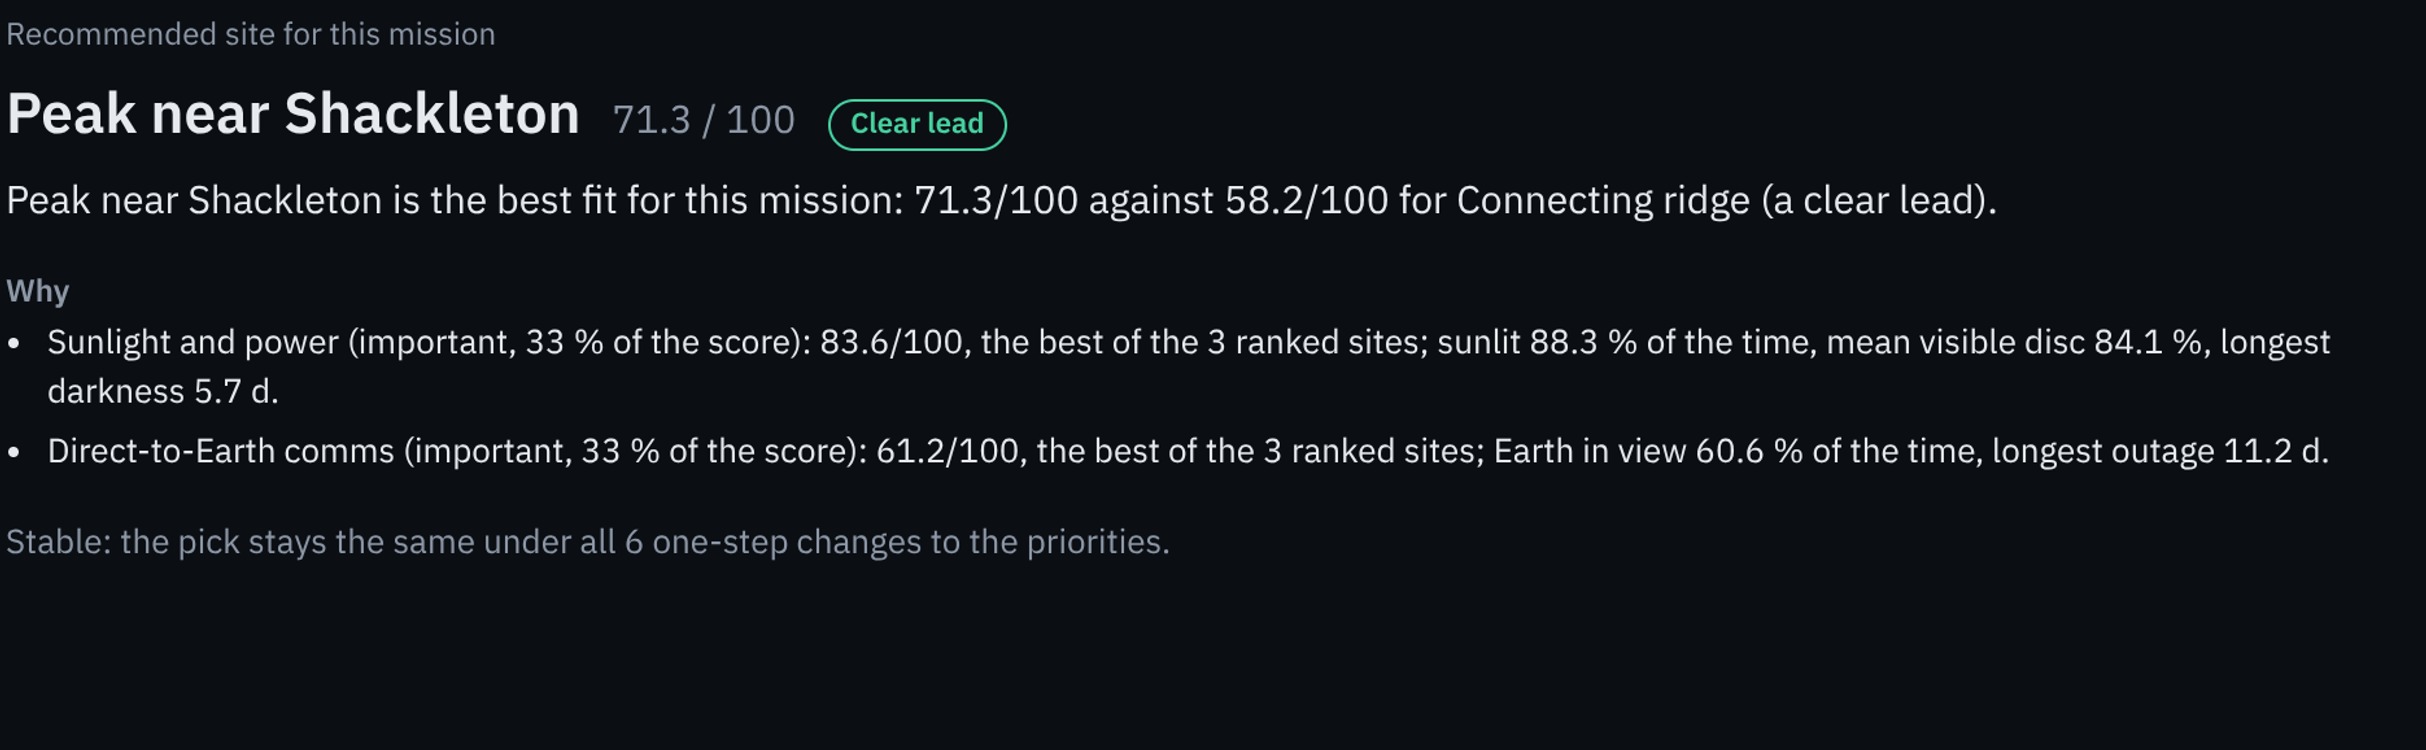 Recommended site for this mission
Peak near Shackleton 71.3 / 100 Clear lead
Peak near Shackleton is the best fit for this mission: 71.3/100 against 58.2/100 for Connecting ridge (a clear lead).
Why
• Sunlight and power (important, 33 % of the score): 83.6/100, the best of the 3 ranked sites; sunlit 88.3 % of the time, mean visible disc 84.1 %, longest
darkness 5.7 d.
• Direct-to-Earth comms (important, 33 % of the score): 61.2/100, the best of the 3 ranked sites; Earth in view 60.6 % of the time, longest outage 11.2 d.
Stable: the pick stays the same under all 6 one-step changes to the priorities.